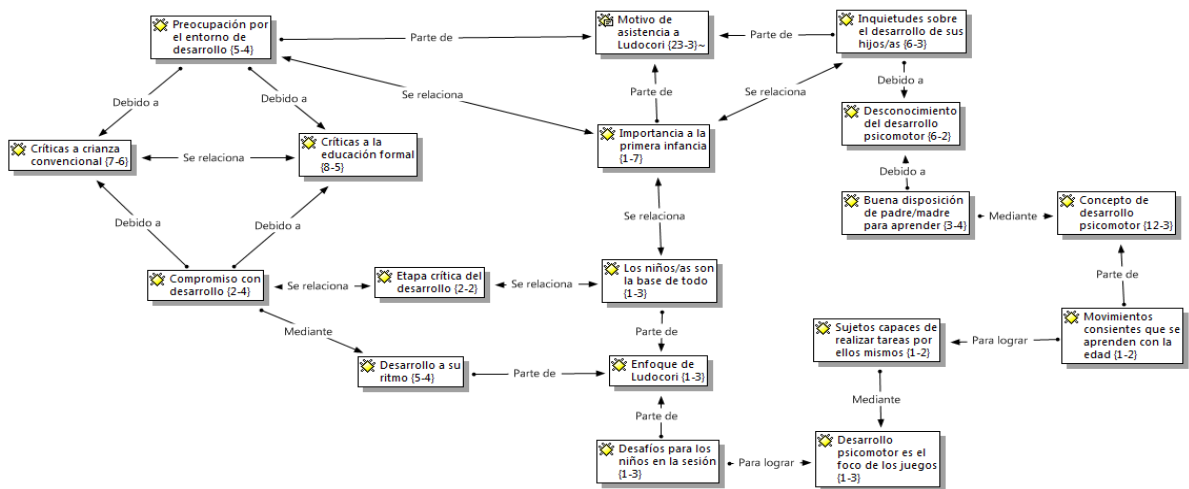 Preocupación por
el entorno de
desarrollo {5-4}
Parte de
Motivo de
asistencia a
Ludocori {23-3}~
Parte de
Inquietudes sobre
el desarrollo de sus
hijos/as {6-3}
Debido a
Debido a
Se relaciona
Parte de
Se relaciona
Debido a
Críticas a crianza
convencional {7-6}
Se relaciona
Críticas a la
educación formal
{8-5}
Importancia a la
primera infancia
{1-7}
Desconocimiento
del desarrollo
psicomotor {6-2}
Debido a
Debido a
Debido a
Se relaciona
Buena disposición
de padre/madre
para aprender {3-4}
Mediante
Concepto de
desarrollo
psicomotor {12-3}
Compromiso con
desarrollo {2-4}
Se relaciona
Etapa crítica del
desarrollo {2-2}
Se relaciona
Los niños/as son
la base de todo
{1-3}
Parte de
Mediante
Parte de
Sujetos capaces de
realizar tareas por
ellos mismos {1-2}
Para lograr
Movimientos
consientes que se
aprenden con la
edad {1-2}
Desarrollo a su
ritmo {5-4}
Parte de
Enfoque de
Ludocori {1-3}
Mediante
Parte de
Desafíos para los
niños en la sesión
{1-3}
Para lograr
Desarrollo
psicomotor es el
foco de los juegos
{1-3}